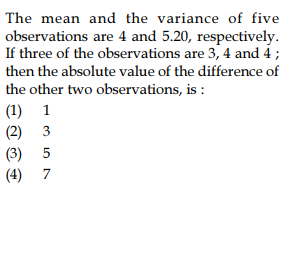 The mean and the variance of five
observations are 4 and 5.20, respectively.
If three of the observations are 3, 4 and 4 ;
then the absolute value of the difference of
the other two observations, is :
(1) 1
(2) 3
(3) 5
(4) 7